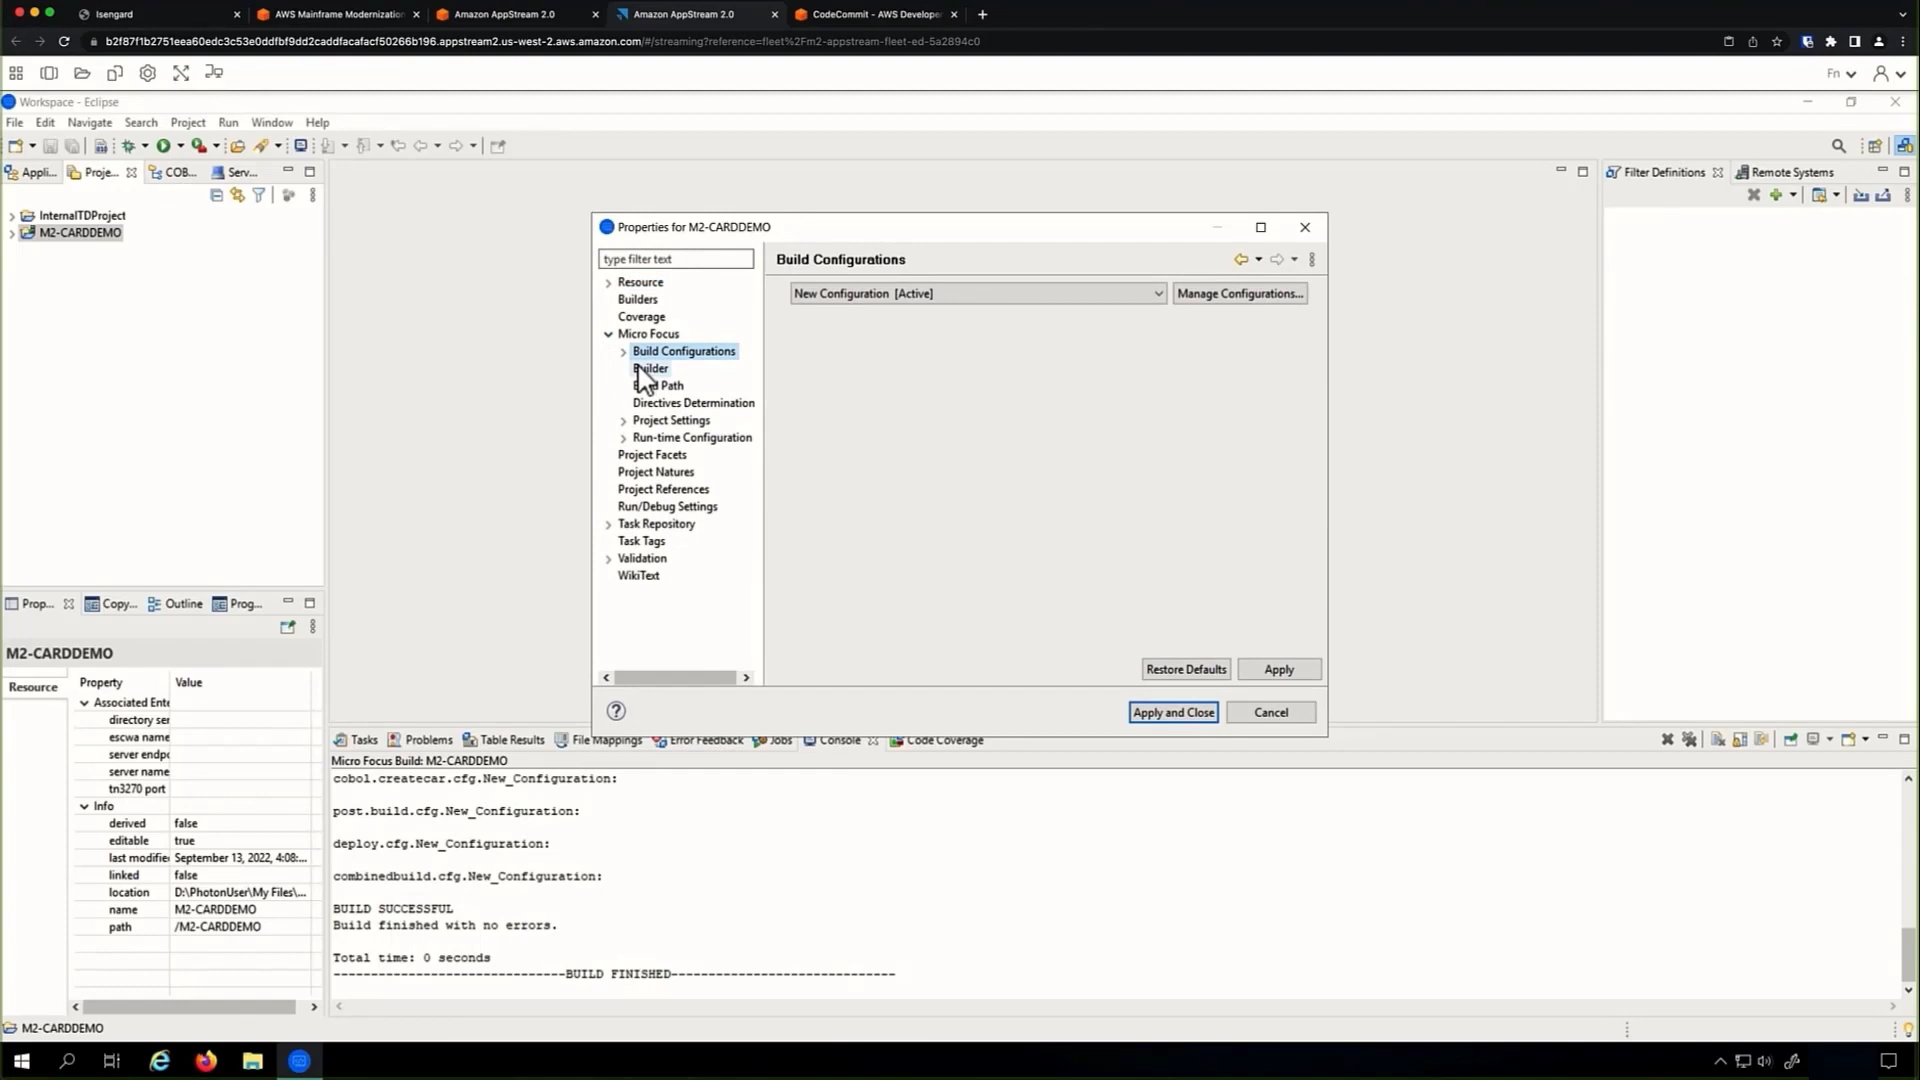 Isengard
AWS Mainframe Modernization
Amazon AppStream 2.0
Amazon AppStream 2.0
CodeCommit - AWS Develope
b2f87f1b2751eea60edc3c53e0ddfbf9dd2caddfacafacf50266b196.appstream2.us-west-2.aws.amazon.com/#/streaming?reference=fleet%2Fm2-appstream-fleet-ed-5a2894c0
Fn
Workspace - Eclipse
File Edit Navigate Search Project Run Window Help
Appli... Proje... COB... Serv...
Filter Definitions Remote Systems
InternalTDProject
M2-CARDDEMO
Properties for M2-CARDDEMO
type filter text
Build Configurations
Resource
Builders
Coverage
Micro Focus
Build Configurations
Builder
Build Path
Directives Determination
Project Settings
Run-time Configuration
Project Facets
Project Natures
Project References
Run/Debug Settings
Task Repository
Task Tags
Validation
WikiText
New Configuration [Active]
Manage Configurations...
Restore Defaults Apply
Apply and Close Cancel
Prop... Copy... Outline Prog...
M2-CARDDEMO
Resource
Property Value
Associated Ente
directory ser
escwa name
server endpo
server name
tn3270 port
Info
derived false
editable true
last modifie September 13, 2022, 4:08:...
linked false
location D:\PhotonUser\My Files\...
name M2-CARDDEMO
path /M2-CARDDEMO
Tasks Problems Table Results File Mappings Error Feedback Jobs Console Code Coverage
Micro Focus Build: M2-CARDDEMO
cobol.createcar.cfg.New_Configuration:
post.build.cfg.New_Configuration:
deploy.cfg.New_Configuration:
combinedbuild.cfg.New_Configuration:
BUILD SUCCESSFUL
Build finished with no errors.
Total time: 0 seconds
------------------------------BUILD FINISHED-----------------------------
M2-CARDDEMO